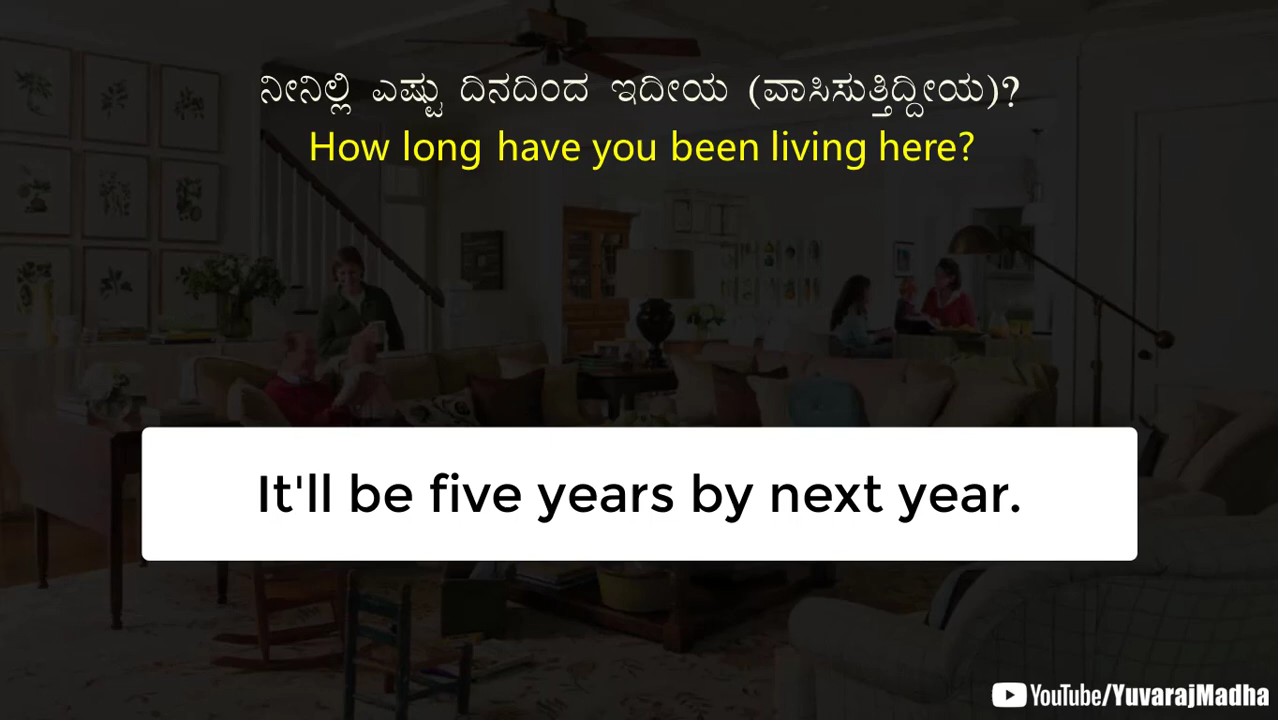 ನೀನಿಲ್ಲಿ ಎಷ್ಟು ದಿನದಿಂದ ಇದೀಯ (ವಾಸಿಸುತ್ತಿದ್ದೀಯ)?
How long have you been living here?
It'll be five years by next year.
YouTube/YuvarajMadha